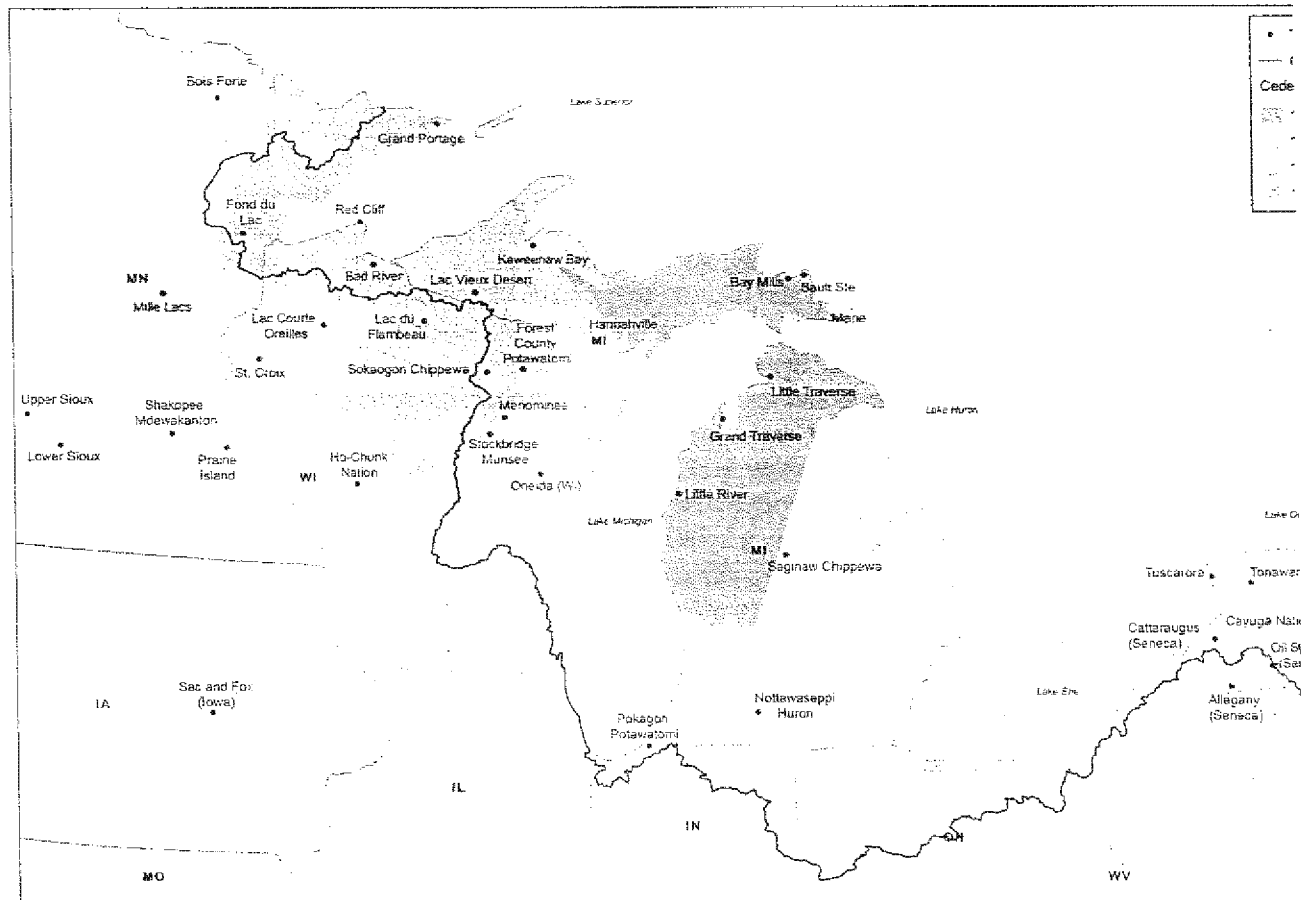 Bois Forte
Lake Superior
Cede
Grand Portage
Fond du
Lac
Red Cliff
Keweenaw Bay
Bad River
Lac Vieux Desert
Bay Mills
Sault Ste
Marie
MN
Mille Lacs
Lac Courte
Oreilles
Lac du
Flambeau
Hannahville
MI
Forest
County
Potawatomi
St. Croix
Sokaogon Chippewa
Little Traverse
Upper Sioux
Shakopee
Mdewakanton
Menominee
Lake Huron
Grand Traverse
Lower Sioux
Prairie
Island
WI
Ho-Chunk
Nation
Stockbridge
Munsee
Oneida (WI)
Little River
Lake Michigan
MI
Saginaw Chippewa
Tuscarora
Cattaraugus
(Seneca)
Lake Erie
Allegany
(Seneca)
IA
Sac and Fox
(Iowa)
Nottawaseppi
Huron
Pokagon
Potawatomi
IL
IN
OH
MO
WV